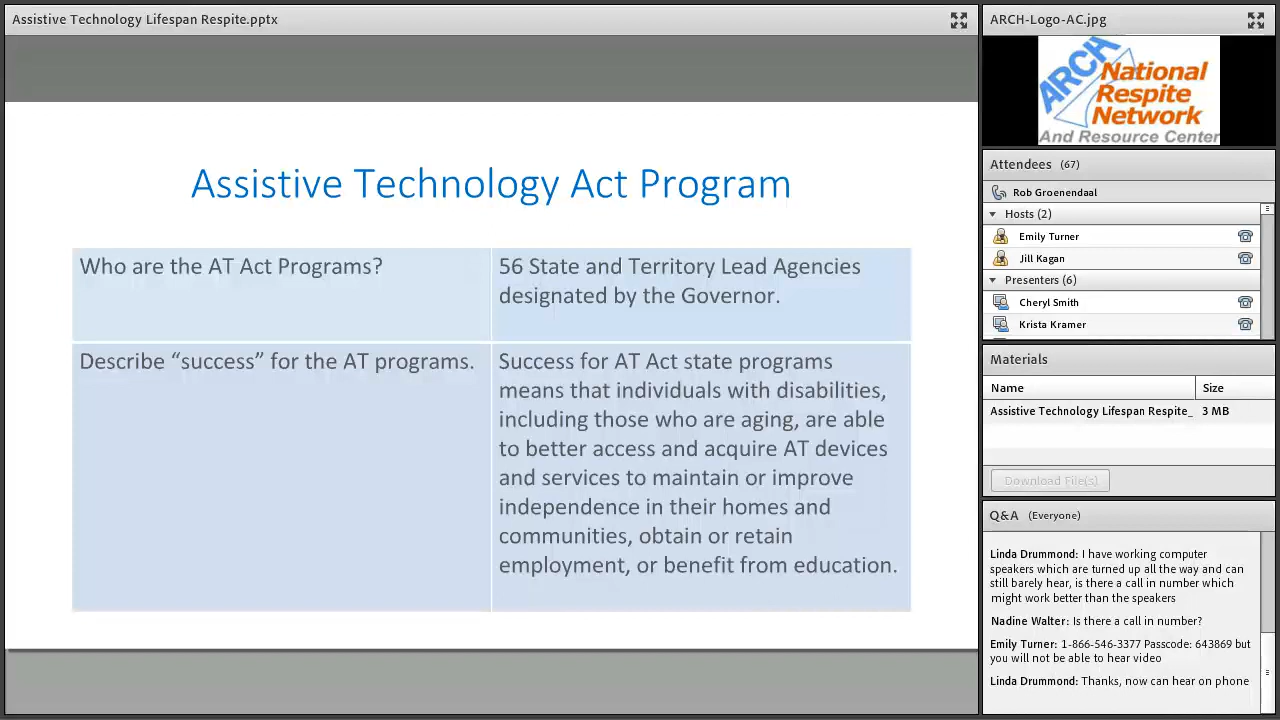 Assistive Technology Lifespan Respite.pptx
Assistive Technology Act Program
Who are the AT Act Programs?
56 State and Territory Lead Agencies
designated by the Governor.
Describe “success” for the AT programs.
Success for AT Act state programs
means that individuals with disabilities,
including those who are aging, are able
to better access and acquire AT devices
and services to maintain or improve
independence in their homes and
communities, obtain or retain
employment, or benefit from education.
ARCH-Logo-AC.jpg
ARCH
National
Respite
Network
And Resource Center
Attendees (67)
Rob Groenendaal
Hosts (2)
Emily Turner
Jill Kagan
Presenters (6)
Cheryl Smith
Krista Kramer
Materials
Name Size
Assistive Technology Lifespan Respite_ 3 MB
Download File(s)
Q&A (Everyone)
Linda Drummond: I have working computer
speakers which are turned up all the way and can
still barely hear, is there a call in number which
might work better than the speakers
Nadine Walter: Is there a call in number?
Emily Turner: 1-866-546-3377 Passcode: 643869 but
you will not be able to hear video
Linda Drummond: Thanks, now can hear on phone